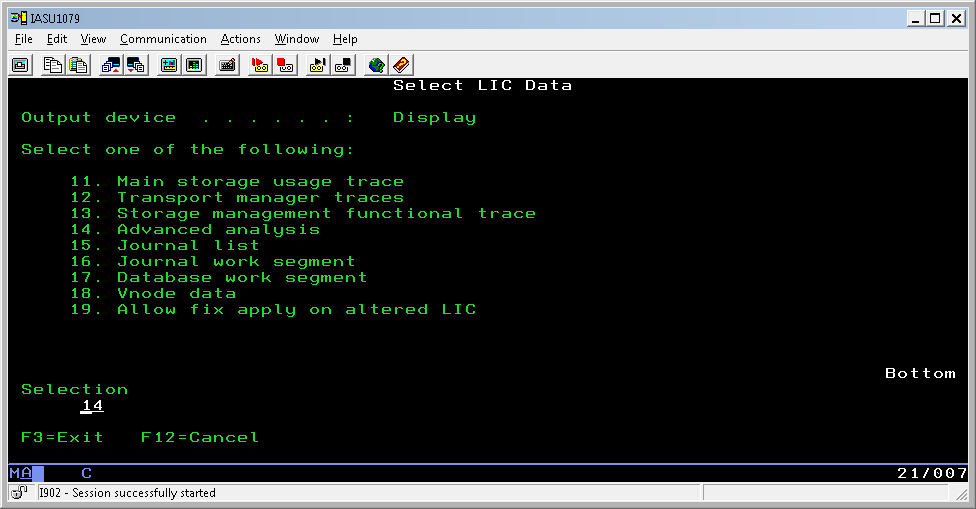 IASU1079
File Edit View Communication Actions Window Help
Select LIC Data
Output device . . . . . . : Display
Select one of the following:
11. Main storage usage trace
12. Transport manager traces
13. Storage management functional trace
14. Advanced analysis
15. Journal list
16. Journal work segment
17. Database work segment
18. Vnode data
19. Allow fix apply on altered LIC
Bottom
Selection
14
F3=Exit F12=Cancel
MA C 21/007
I902 - Session successfully started